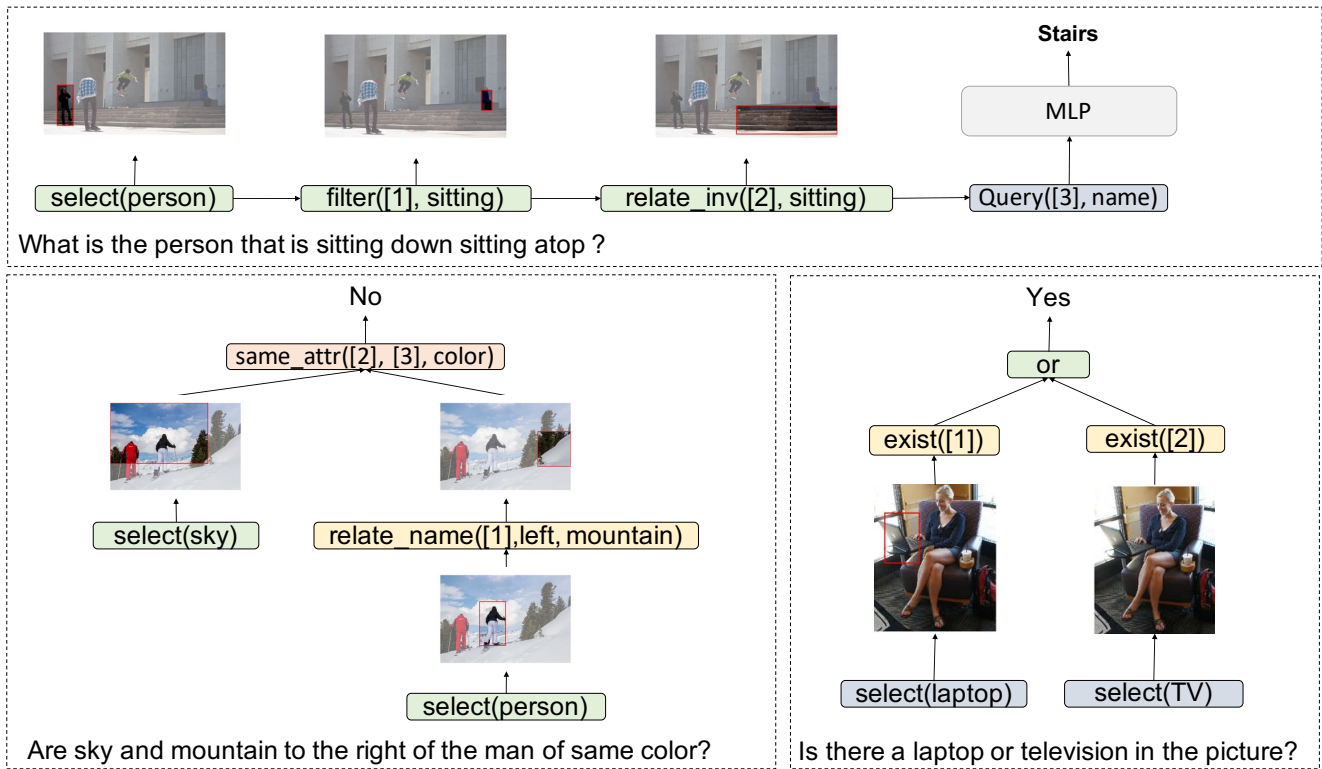 Stairs
MLP
select(person)
filter([1], sitting)
relate_inv([2], sitting)
Query([3], name)
What is the person that is sitting down sitting atop ?
No
same_attr([2], [3], color)
select(sky)
relate_name([1],left, mountain)
select(person)
Are sky and mountain to the right of the man of same color?
Yes
or
exist([1])
exist([2])
select(laptop)
select(TV)
Is there a laptop or television in the picture?